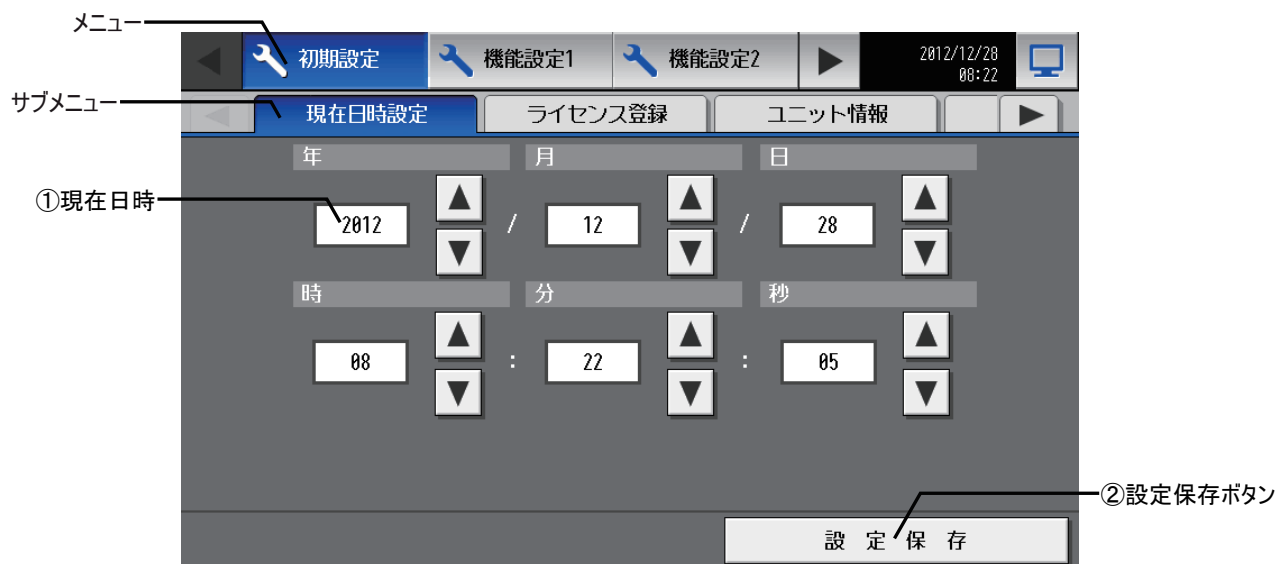 メニュー
初期設定 機能設定1 機能設定2 2012/12/28
08:22
サブメニュー
現在日時設定 ライセンス登録 ユニット情報
年 月 日
①現在日時
2012 / 12 / 28
時 分 秒
08 : 22 : 05
②設定保存ボタン
設定保存